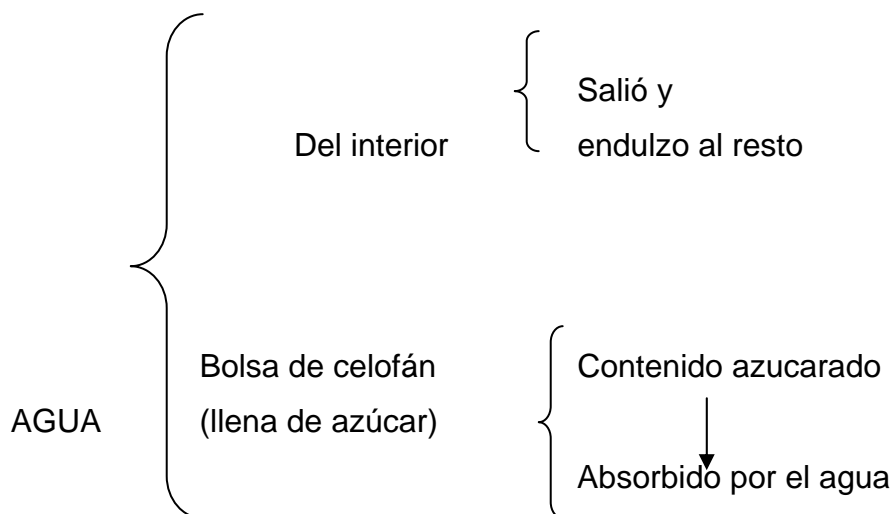 Salió y
Del interior endulzo al resto
Bolsa de celofán Contenido azucarado
AGUA (llena de azúcar)
Absorbido por el agua